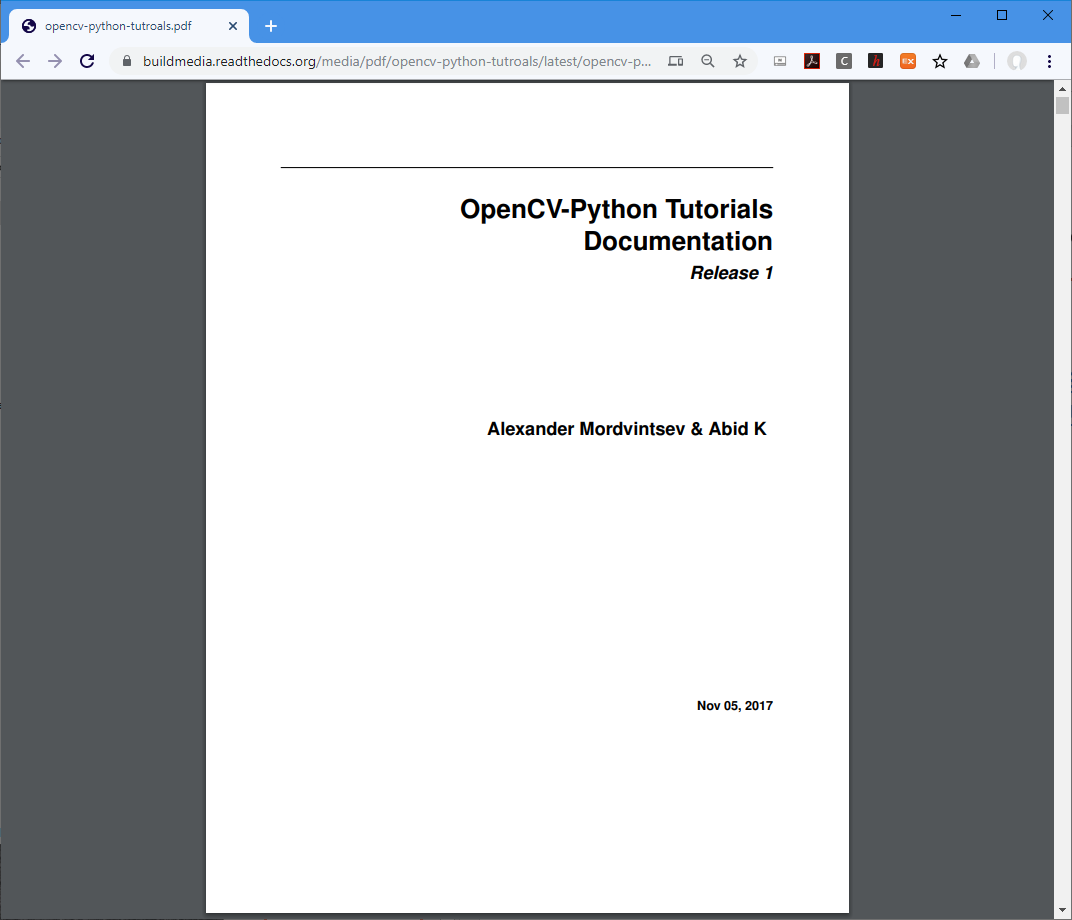 opencv-python-tutroals.pdf
buildmedia.readthedocs.org/media/pdf/opencv-python-tutroals/latest/opencv-p...
C
h
EX
OpenCV-Python Tutorials
Documentation
Release 1
Alexander Mordvintsev & Abid K
Nov 05, 2017